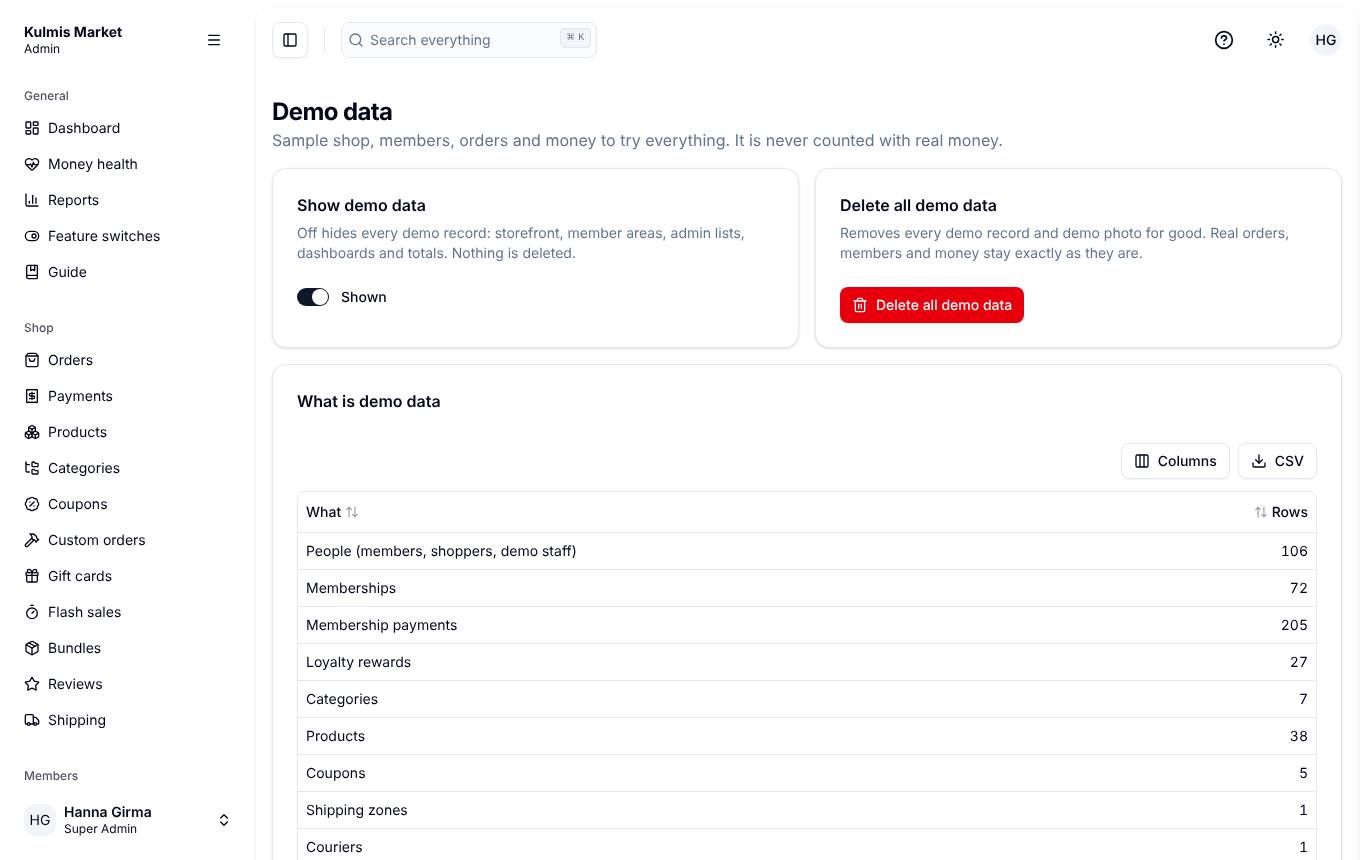 Kulmis Market
Admin
General
Dashboard
Money health
Reports
Feature switches
Guide
Shop
Orders
Payments
Products
Categories
Coupons
Custom orders
Gift cards
Flash sales
Bundles
Reviews
Shipping
Members
HG
Hanna Girma
Super Admin
Search everything
⌘ K
HG
Demo data
Sample shop, members, orders and money to try everything. It is never counted with real money.
Show demo data
Off hides every demo record: storefront, member areas, admin lists,
dashboards and totals. Nothing is deleted.
Shown
Delete all demo data
Removes every demo record and demo photo for good. Real orders,
members and money stay exactly as they are.
Delete all demo data
What is demo data
Columns
CSV
What Rows
People (members, shoppers, demo staff) 106
Memberships 72
Membership payments 205
Loyalty rewards 27
Categories 7
Products 38
Coupons 5
Shipping zones 1
Couriers 1